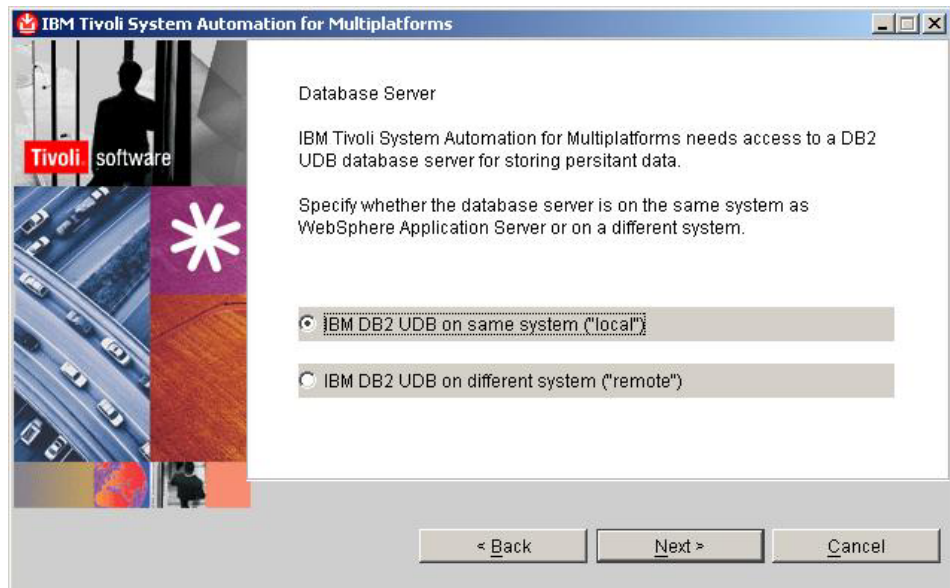 IBM Tivoli System Automation for Multiplatforms
Tivoli. software
Database Server
IBM Tivoli System Automation for Multiplatforms needs access to a DB2
UDB database server for storing persitant data.
Specify whether the database server is on the same system as
WebSphere Application Server or on a different system.
IBM DB2 UDB on same system ("local")
IBM DB2 UDB on different system ("remote")
< Back
Next >
Cancel